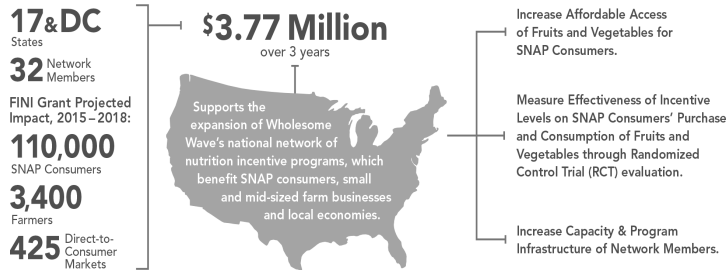 17 & DC
States
32 Network
Members
FINI Grant Projected
Impact, 2015–2018:
110,000
SNAP Consumers
3,400
Farmers
425 Direct-to-
Consumer
Markets
$3.77 Million
over 3 years
Supports the
expansion of Wholesome
Wave's national network of
nutrition incentive programs, which
benefit SNAP consumers, small
and mid-sized farm businesses
and local economies.
Increase Affordable Access
of Fruits and Vegetables for
SNAP Consumers.
Measure Effectiveness of Incentive
Levels on SNAP Consumers' Purchase
and Consumption of Fruits and
Vegetables through Randomized
Control Trial (RCT) evaluation.
Increase Capacity & Program
Infrastructure of Network Members.